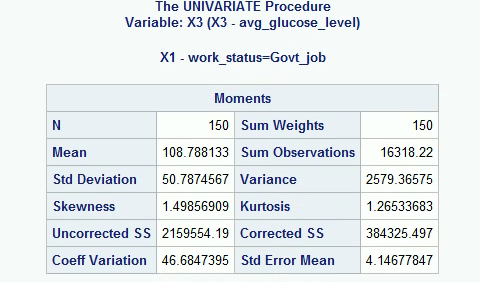 The UNIVARIATE Procedure
Variable: X3 (X3 - avg_glucose_level)
X1 - work_status=Govt_job
Moments
N 150 Sum Weights 150
Mean 108.788133 Sum Observations 16318.22
Std Deviation 50.7874567 Variance 2579.36575
Skewness 1.49856909 Kurtosis 1.26533683
Uncorrected SS 2159554.19 Corrected SS 384325.497
Coeff Variation 46.6847395 Std Error Mean 4.14677847